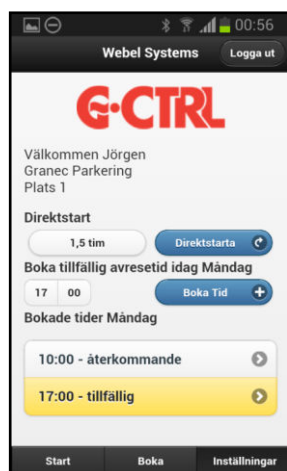 00:56
Webel Systems Logga ut
G·CTRL
Välkommen Jörgen
Granec Parkering
Plats 1
Direktstart
1,5 tim Direktstarta
Boka tillfällig avresetid idag Måndag
17 00 Boka Tid
Bokade tider Måndag
10:00 - återkommande
17:00 - tillfällig
Start Boka Inställningar